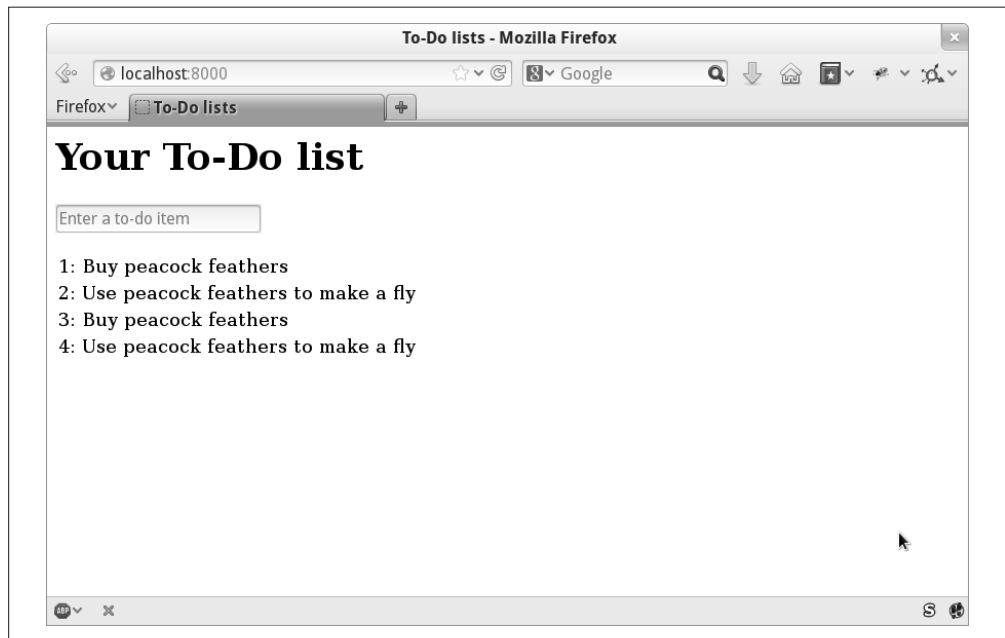 To-Do lists - Mozilla Firefox
localhost:8000
8 Google
Firefox
To-Do lists
Your To-Do list
Enter a to-do item
1: Buy peacock feathers
2: Use peacock feathers to make a fly
3: Buy peacock feathers
4: Use peacock feathers to make a fly
ABP
S